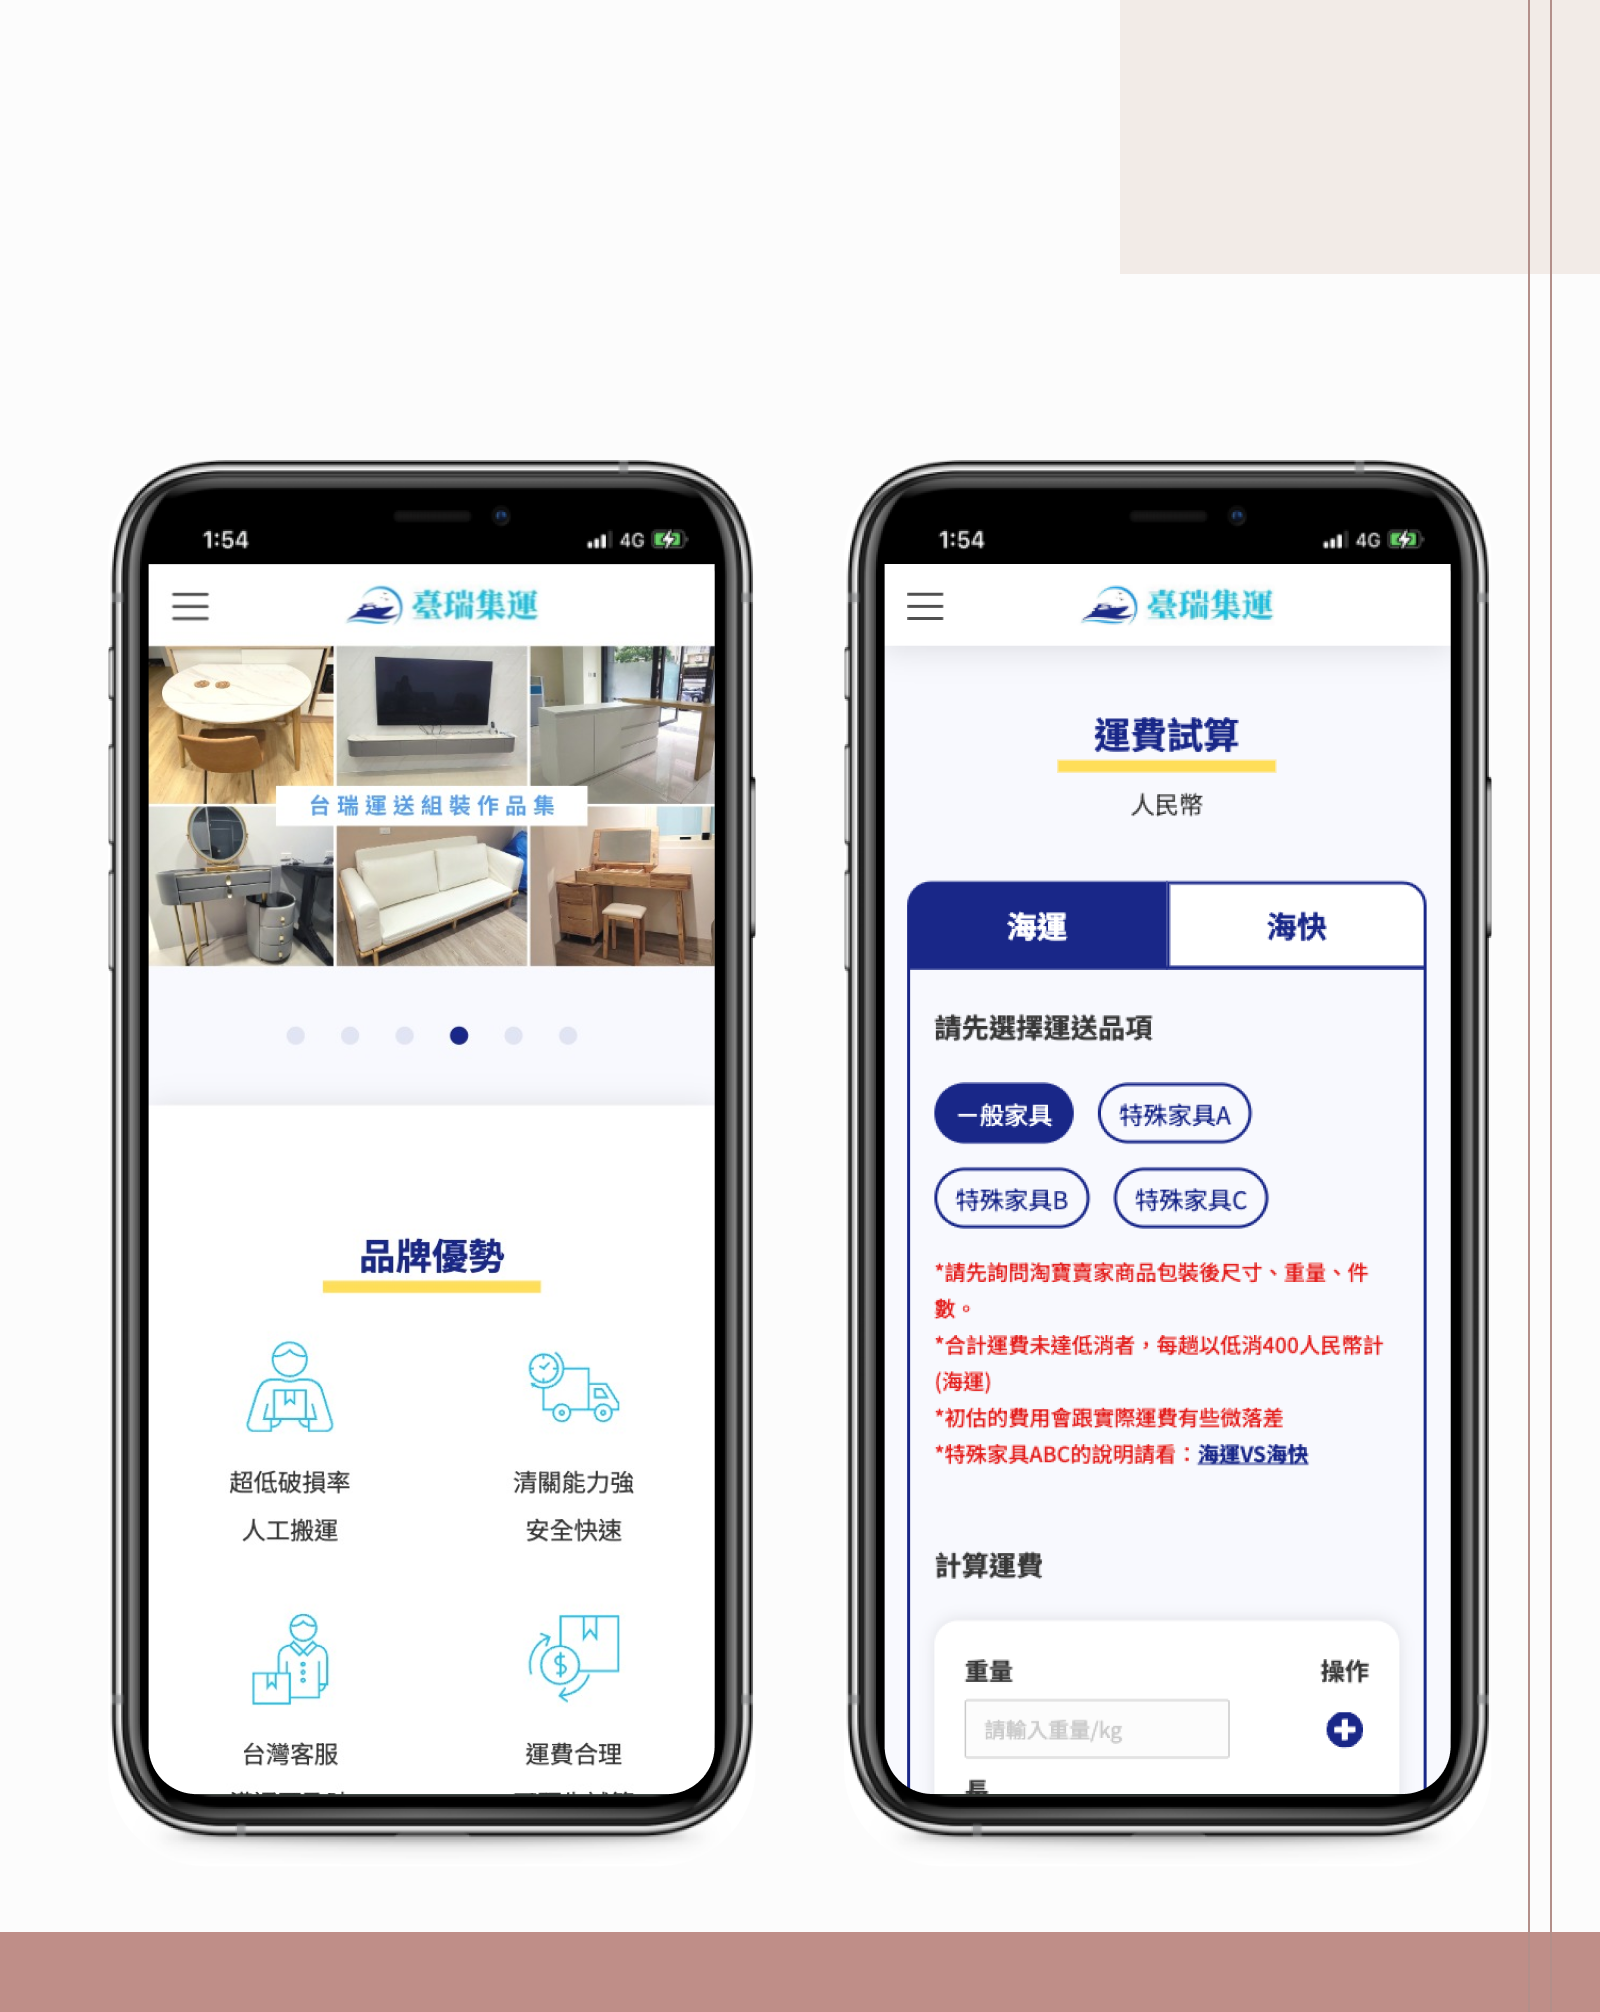 1:54
4G
臺瑞集運
台瑞運送組裝作品集
品牌優勢
超低破損率
人工搬運
清關能力強
安全快速
台灣客服
運費合理
1:54
4G
臺瑞集運
運費試算
人民幣
海運
海快
請先選擇運送品項
一般家具
特殊家具A
特殊家具B
特殊家具C
*請先詢問淘寶賣家商品包裝後尺寸、重量、件
數。
*合計運費未達低消者，每趟以低消400人民幣計
(海運)
*初估的費用會跟實際運費有些微落差
*特殊家具ABC的說明請看：海運VS海快
計算運費
重量
操作
請輸入重量/kg
長